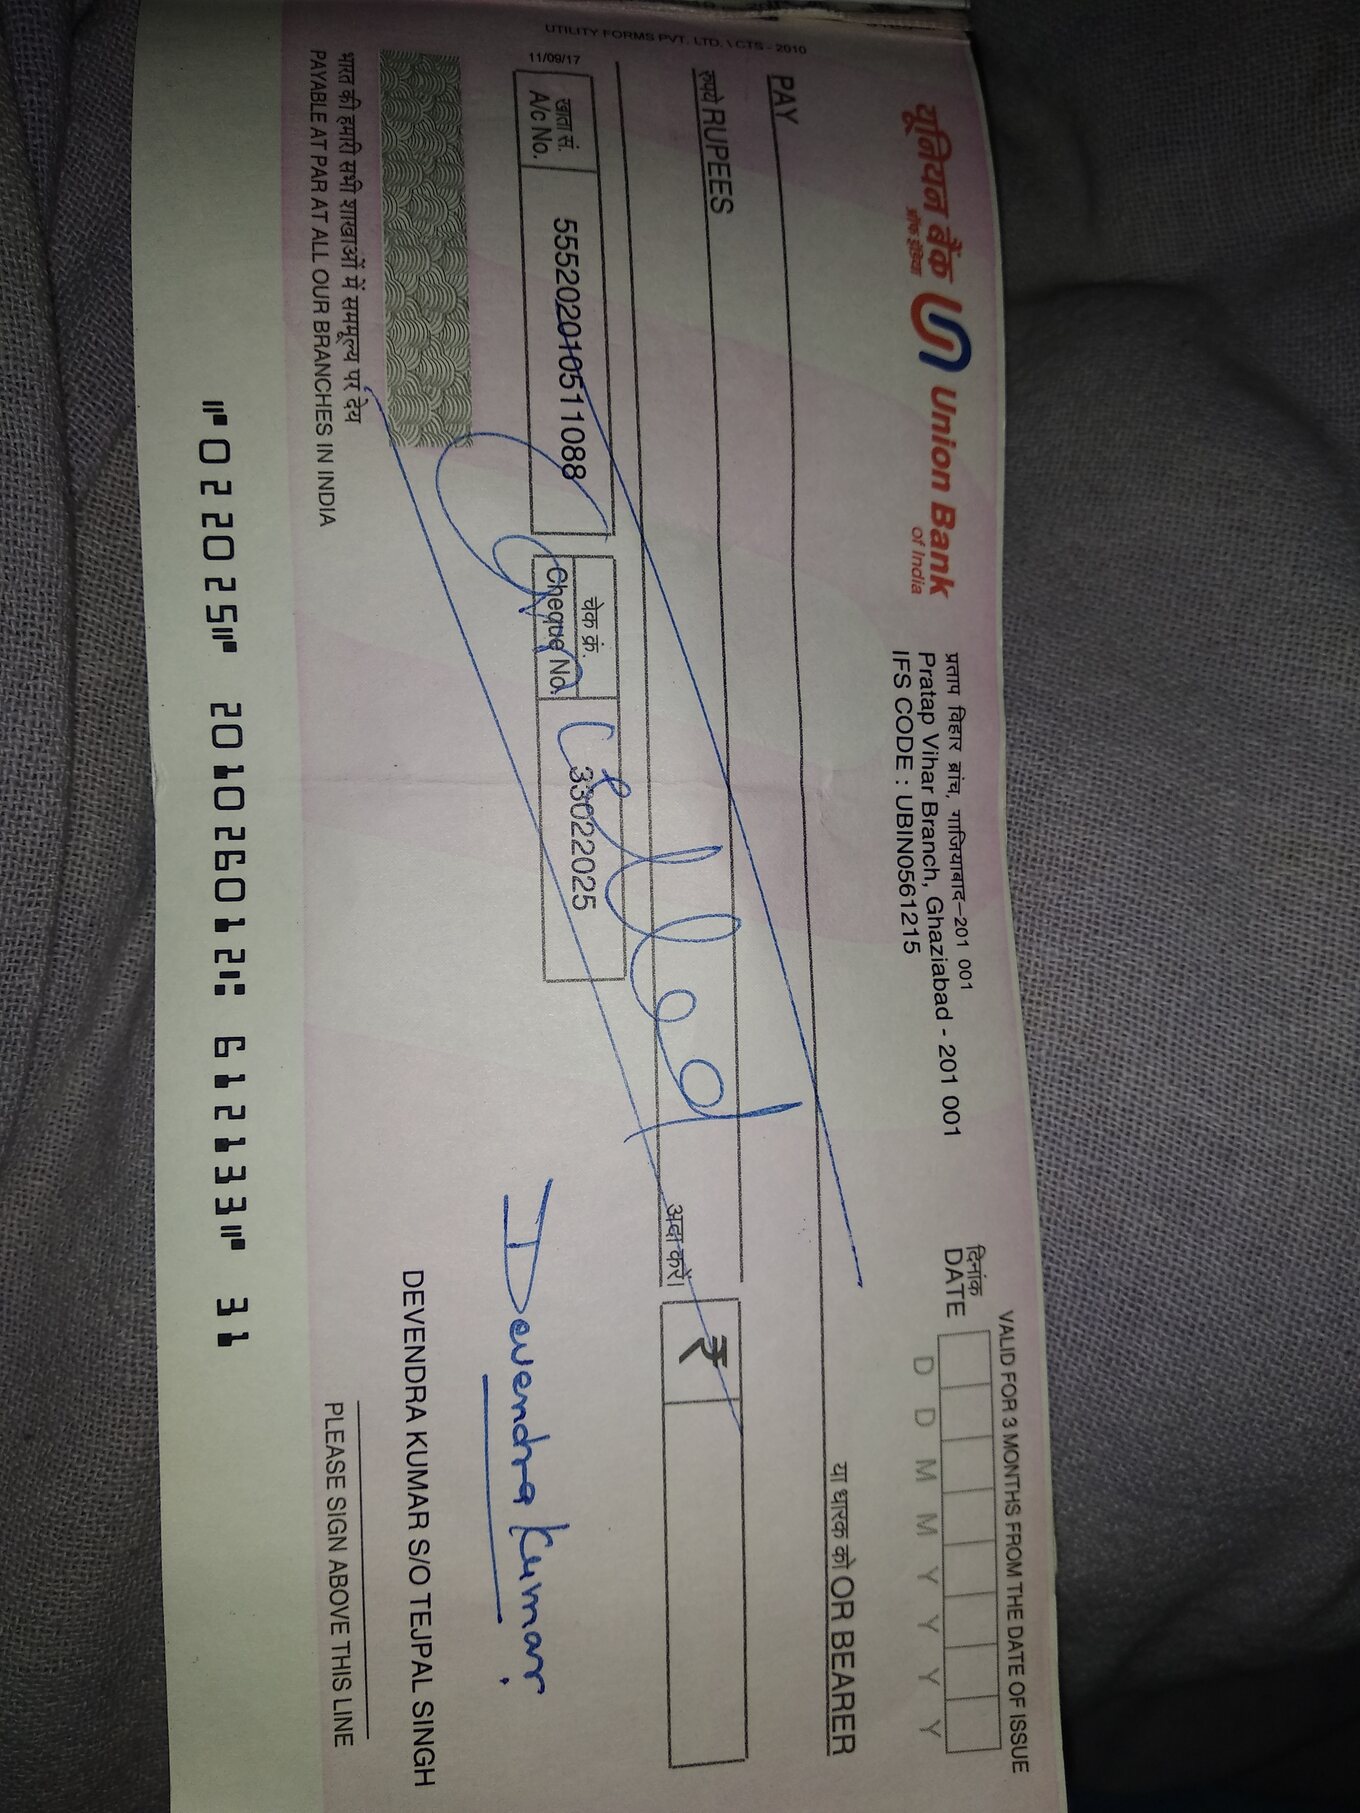 यूनियन बैंक
ऑफ इंडिया
Union Bank
of India
प्रताप विहार ब्रांच, गाजियाबाद–201 001
Pratap Vihar Branch, Ghaziabad - 201 001
IFS CODE : UBIN0561215
VALID FOR 3 MONTHS FROM THE DATE OF ISSUE
दिनांक
DATE
D D M M Y Y Y Y
PAY
या धारक को OR BEARER
रुपये RUPEES
अदा करें।
₹
खाता सं.
A/c No.
555202010511088
चेक क्रं.
Cheque No.
33022025
Cancelled
Devendra Kumar
DEVENDRA KUMAR S/O TEJPAL SINGH
PLEASE SIGN ABOVE THIS LINE
11/09/17
UTILITY FORMS PVT. LTD. \ CTS - 2010
भारत की हमारी सभी शाखाओं में सममूल्य पर देय
PAYABLE AT PAR AT ALL OUR BRANCHES IN INDIA
⑈022025⑈ 201026012⑆ 612133⑈ 31